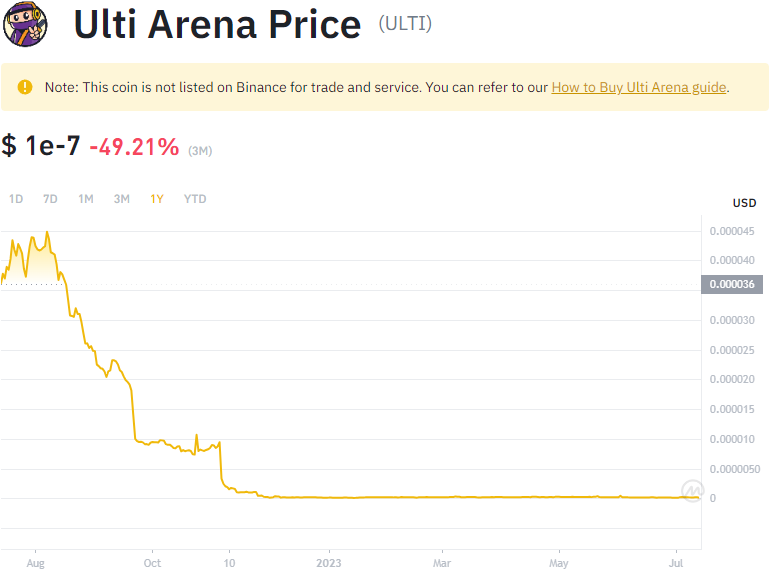 Ulti Arena Price (ULTI)
Note: This coin is not listed on Binance for trade and service. You can refer to our How to Buy Ulti Arena guide.
$ 1e-7 -49.21% (3M)
1D 7D 1M 3M 1Y YTD
USD
0.000045
0.000040
0.000036
0.000030
0.000025
0.000020
0.000015
0.000010
0.0000050
0
Aug Oct 10 2023 Mar May Jul